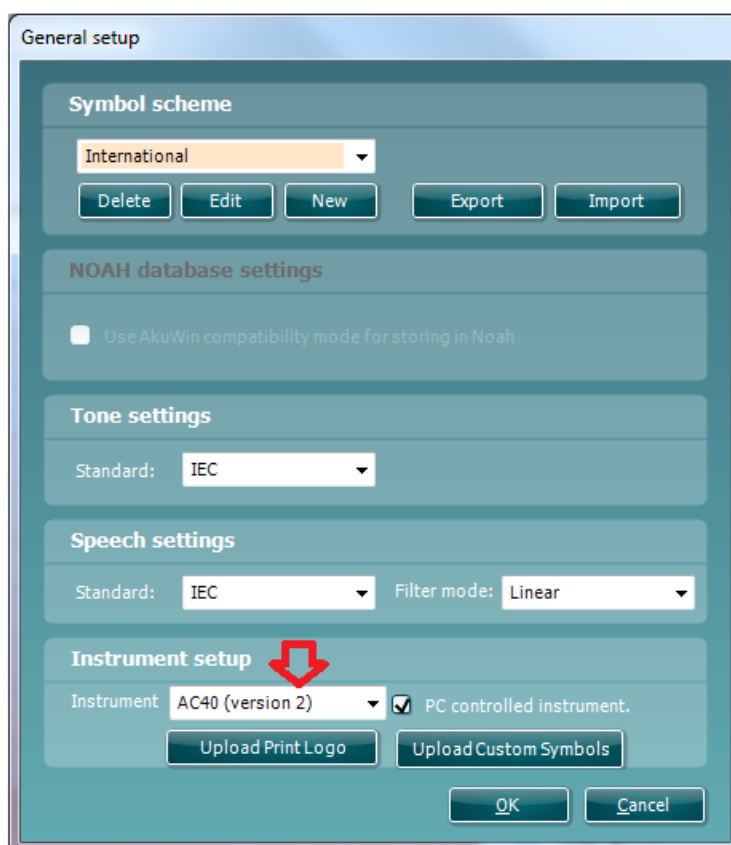 General setup
Symbol scheme
International
Delete Edit New Export Import
NOAH database settings
Use AkuWin compatibility mode for storing in Noah
Tone settings
Standard: IEC
Speech settings
Standard: IEC Filter mode: Linear
Instrument setup
Instrument AC40 (version 2) PC controlled instrument.
Upload Print Logo Upload Custom Symbols
OK Cancel